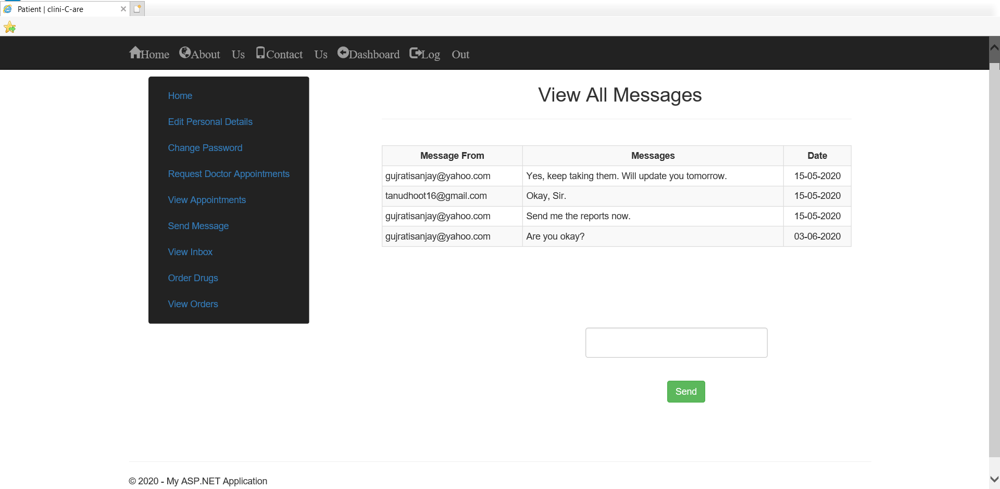 Patient | clini-C-are
Home About Us Contact Us Dashboard Log Out
Home
Edit Personal Details
Change Password
Request Doctor Appointments
View Appointments
Send Message
View Inbox
Order Drugs
View Orders
View All Messages
Message From Messages Date
gujratisanjay@yahoo.com Yes, keep taking them. Will update you tomorrow. 15-05-2020
tanudhoot16@gmail.com Okay, Sir. 15-05-2020
gujratisanjay@yahoo.com Send me the reports now. 15-05-2020
gujratisanjay@yahoo.com Are you okay? 03-06-2020
Send
© 2020 - My ASP.NET Application